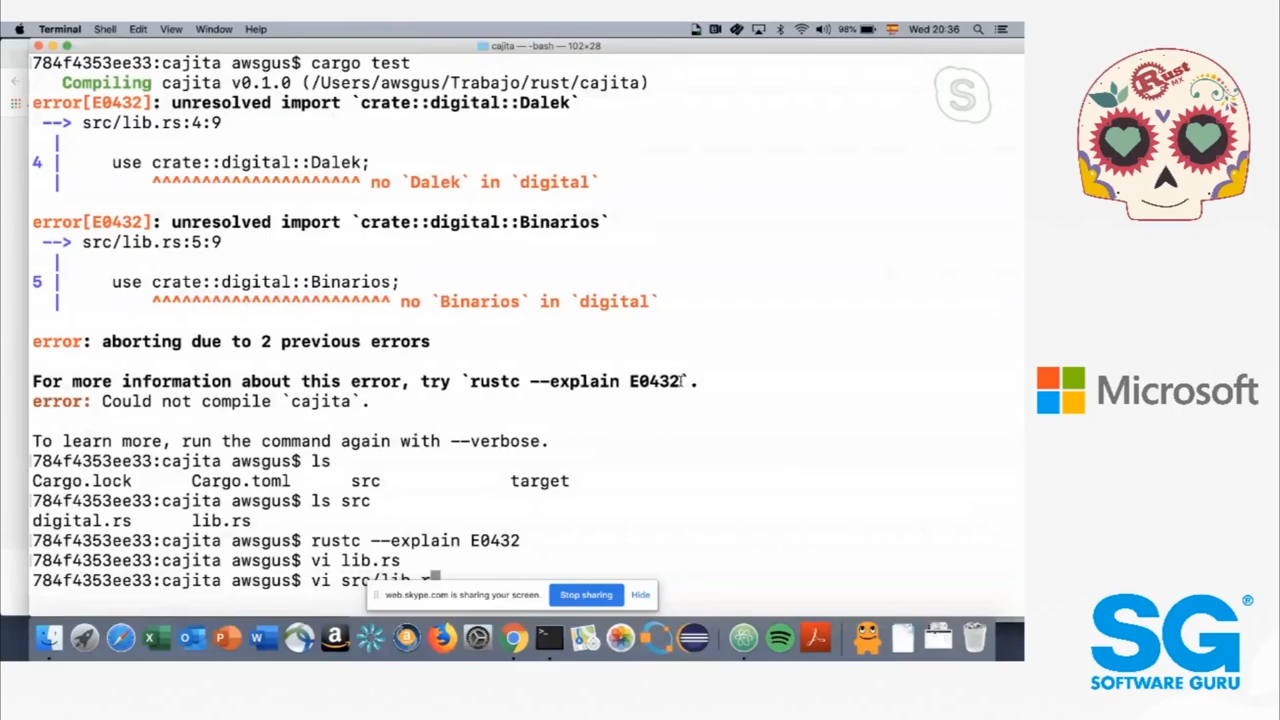 Terminal Shell Edit View Window Help 98% Wed 20:36
cajita — -bash — 102×28
784f4353ee33:cajita awsgus$ cargo test
Compiling cajita v0.1.0 (/Users/awsgus/Trabajo/rust/cajita)
error[E0432]: unresolved import `crate::digital::Dalek`
--> src/lib.rs:4:9
|
4 | use crate::digital::Dalek;
| ^^^^^^^^^^^^^^^^^^^^^ no `Dalek` in `digital`
error[E0432]: unresolved import `crate::digital::Binarios`
--> src/lib.rs:5:9
|
5 | use crate::digital::Binarios;
| ^^^^^^^^^^^^^^^^^^^^^^^^ no `Binarios` in `digital`
error: aborting due to 2 previous errors
For more information about this error, try `rustc --explain E0432`.
error: Could not compile `cajita`.
To learn more, run the command again with --verbose.
784f4353ee33:cajita awsgus$ ls
Cargo.lock Cargo.toml src target
784f4353ee33:cajita awsgus$ ls src
digital.rs lib.rs
784f4353ee33:cajita awsgus$ rustc --explain E0432
784f4353ee33:cajita awsgus$ vi lib.rs
784f4353ee33:cajita awsgus$ vi src/lib.r
web.skype.com is sharing your screen. Stop sharing Hide
Rust MX
Microsoft
SG®
SOFTWARE GURU